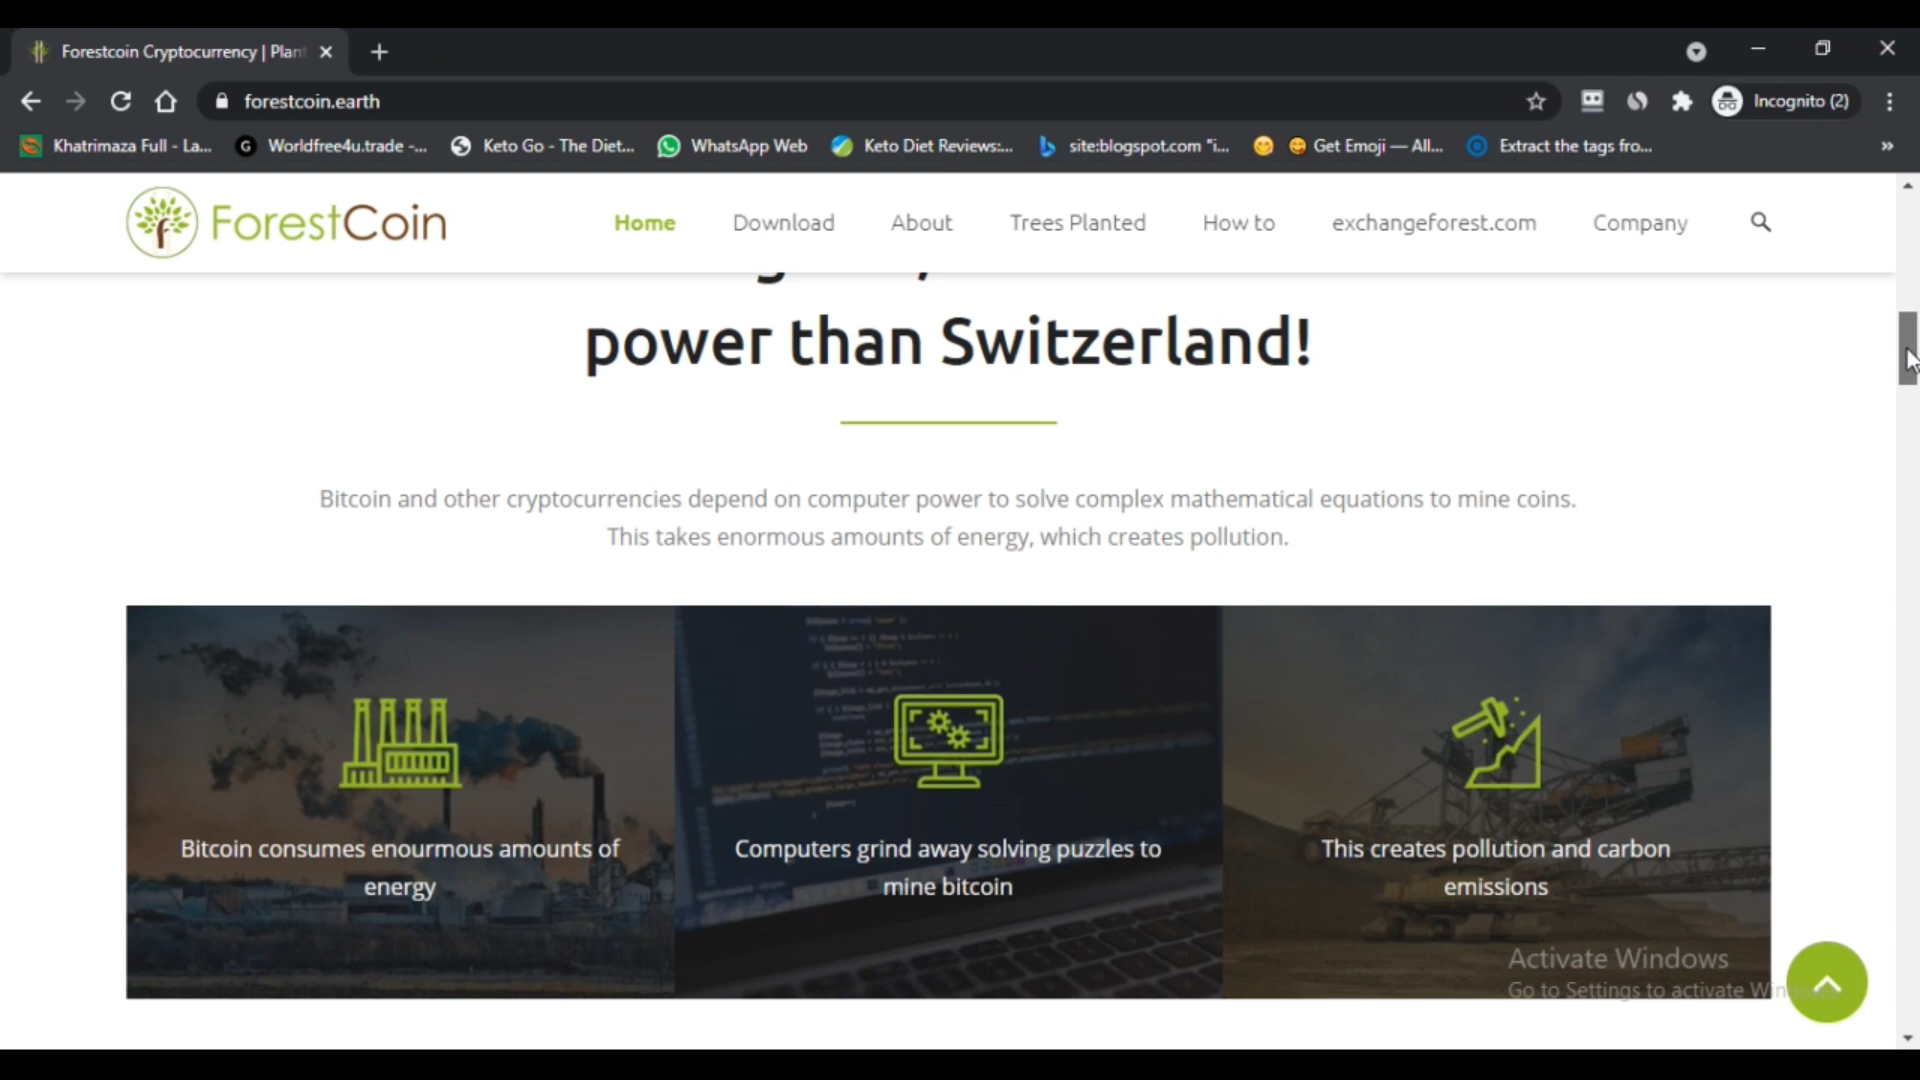 Forestcoin Cryptocurrency | Plan
forestcoin.earth
Incognito (2)
Khatrimaza Full - La...
Worldfree4u.trade -...
Keto Go - The Diet...
WhatsApp Web
Keto Diet Reviews:...
site:blogspot.com "i...
Get Emoji — All...
Extract the tags fro...
ForestCoin
Home
Download
About
Trees Planted
How to
exchangeforest.com
Company
power than Switzerland!
Bitcoin and other cryptocurrencies depend on computer power to solve complex mathematical equations to mine coins.
This takes enormous amounts of energy, which creates pollution.
Bitcoin consumes enourmous amounts of
energy
Computers grind away solving puzzles to
mine bitcoin
This creates pollution and carbon
emissions
Activate Windows
Go to Settings to activate Win